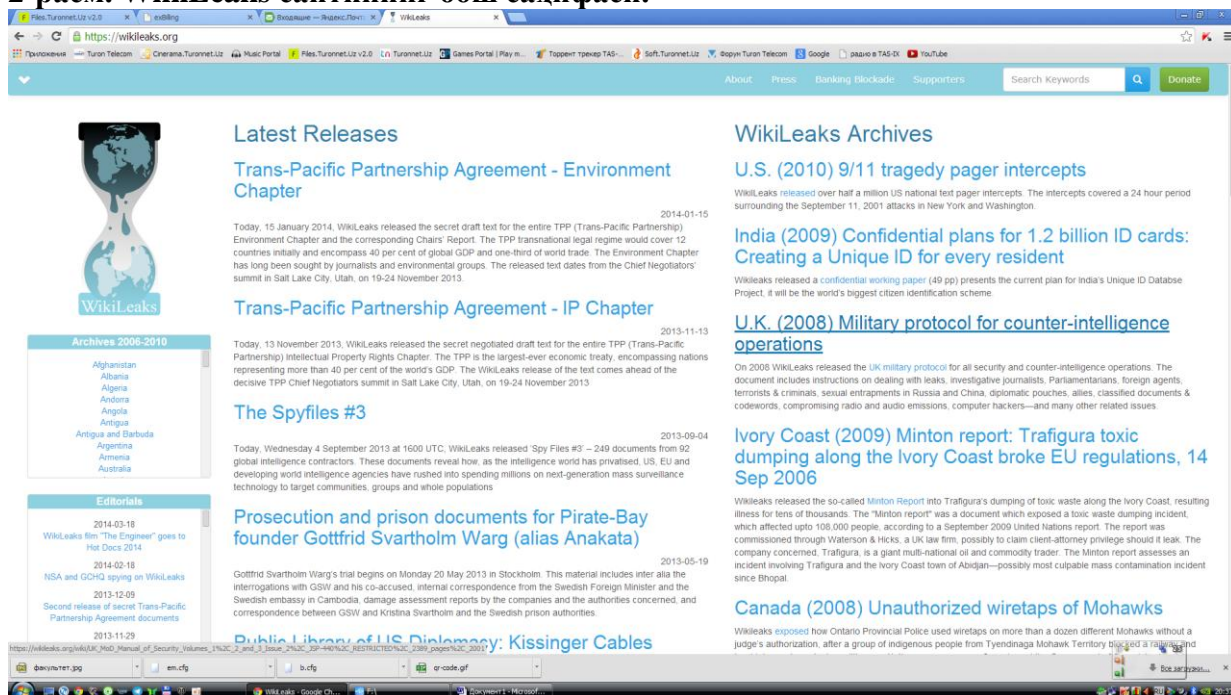 2-расм. WikiLeaks сайтининг бош саҳифаси.
Files.Turonnet.Uz v2.0
exBilling
Входящие — Яндекс.Почт
WikiLeaks
https://wikileaks.org
Приложения
Turon Telecom
Cinerama.Turonnet.Uz
Music Portal
Files.Turonnet.Uz v2.0
Turonnet.Uz
Games Portal | Play n...
Торрент трекер TAS-...
Soft.Turonnet.Uz
Форум Turon Telecom
Google
радио в TAS-IX
YouTube
About Press Banking Blockade Supporters
Search Keywords
Donate
WikiLeaks
Archives 2006-2010
Afghanistan
Albania
Algeria
Andorra
Angola
Antigua
Antigua and Barbuda
Argentina
Armenia
Australia
Editorials
2014-03-18
WikiLeaks film "The Engineer" goes to
Hot Docs 2014
2014-02-18
NSA and GCHQ spying on WikiLeaks
2013-12-09
Second release of secret Trans-Pacific
Partnership Agreement documents
2013-11-29
Latest Releases
Trans-Pacific Partnership Agreement - Environment
Chapter
2014-01-15
Today, 15 January 2014, WikiLeaks released the secret draft text for the entire TPP (Trans-Pacific Partnership)
Environment Chapter and the corresponding Chairs' Report. The TPP transnational legal regime would cover 12
countries initially and encompass 40 per cent of global GDP and one-third of world trade. The Environment Chapter
has long been sought by journalists and environmental groups. The released text dates from the Chief Negotiators'
summit in Salt Lake City, Utah, on 19-24 November 2013.
Trans-Pacific Partnership Agreement - IP Chapter
2013-11-13
Today, 13 November 2013, WikiLeaks released the secret negotiated draft text for the entire TPP (Trans-Pacific
Partnership) Intellectual Property Rights Chapter. The TPP is the largest-ever economic treaty, encompassing nations
representing more than 40 per cent of the world's GDP. The WikiLeaks release of the text comes ahead of the
decisive TPP Chief Negotiators summit in Salt Lake City, Utah, on 19-24 November 2013
The Spyfiles #3
2013-09-04
Today, Wednesday 4 September 2013 at 1600 UTC, WikiLeaks released 'Spy Files #3' – 249 documents from 92
global intelligence contractors. These documents reveal how, as the intelligence world has privatised, US, EU and
developing world intelligence agencies have rushed into spending millions on next-generation mass surveillance
technology to target communities, groups and whole populations
Prosecution and prison documents for Pirate-Bay
founder Gottfrid Svartholm Warg (alias Anakata)
2013-05-19
Gottfrid Svartholm Warg's trial begins on Monday 20 May 2013 in Stockholm. This material includes inter alia the
interrogations with GSW and his co-accused, internal correspondence from the Swedish Foreign Minister and the
Swedish embassy in Cambodia, damage assessment reports by the companies and the authorities concerned, and
correspondence between GSW and Kristina Svartholm and the Swedish prison authorities.
Public Library of US Diplomacy: Kissinger Cables
WikiLeaks Archives
U.S. (2010) 9/11 tragedy pager intercepts
WikiLeaks released over half a million US national text pager intercepts. The intercepts covered a 24 hour period
surrounding the September 11, 2001 attacks in New York and Washington.
India (2009) Confidential plans for 1.2 billion ID cards:
Creating a Unique ID for every
resident
Wikileaks released a confidential working paper (49 pp) presents the current plan for India's Unique ID Databse
Project, it will be the world's biggest citizen identification scheme.
U.K. (2008) Military protocol for counter-intelligence
operations
On 2008 WikiLeaks released the UK military protocol for all security and counter-intelligence operations. The
document includes instructions on dealing with leaks, investigative journalists, Parliamentarians, foreign agents,
terrorists & criminals, sexual entrapments in Russia and China, diplomatic pouches, allies, classified documents &
codewords, compromising radio and audio emissions, computer hackers—and many other related issues.
Ivory Coast (2009) Minton report: Trafigura toxic
dumping along the Ivory Coast broke EU regulations, 14
Sep 2006
Wikileaks released the so-called Minton Report into Trafigura's dumping of toxic waste along the Ivory Coast, resulting
illness for tens of thousands. The "Minton report" was a document which exposed a toxic waste dumping incident,
which affected upto 108,000 people, according to a September 2009 United Nations report. The report was
commissioned through Waterson & Hicks, a UK law firm, possibly to claim client-attorney privilege should it leak. The
company concerned, Trafigura, is a giant multi-national oil and commodity trader. The Minton report assesses an
incident involving Trafigura and the Ivory Coast town of Abidjan—possibly most culpable mass contamination incident
since Bhopal.
Canada (2008) Unauthorized wiretaps of Mohawks
Wikileaks exposed how Ontario Provincial Police used wiretaps on more than a dozen different Mohawks without a
judge's authorization, after a group of indigenous people from Tyendinaga Mohawk Territory blocked a railway and
https://wikileaks.org/wiki/UK_MoD_Manual_of_Security_Volumes_1%2C_2_and_3_Issue_2%2C_JSP-440%2C_RESTRICTED%2C_2389_pages%2C_2001
факультет.jpg
en.cfg
b.cfg
qr-code.gif
Все загрузки...
WikiLeaks - Google Ch...
F:\
Документ1 - Microsof...